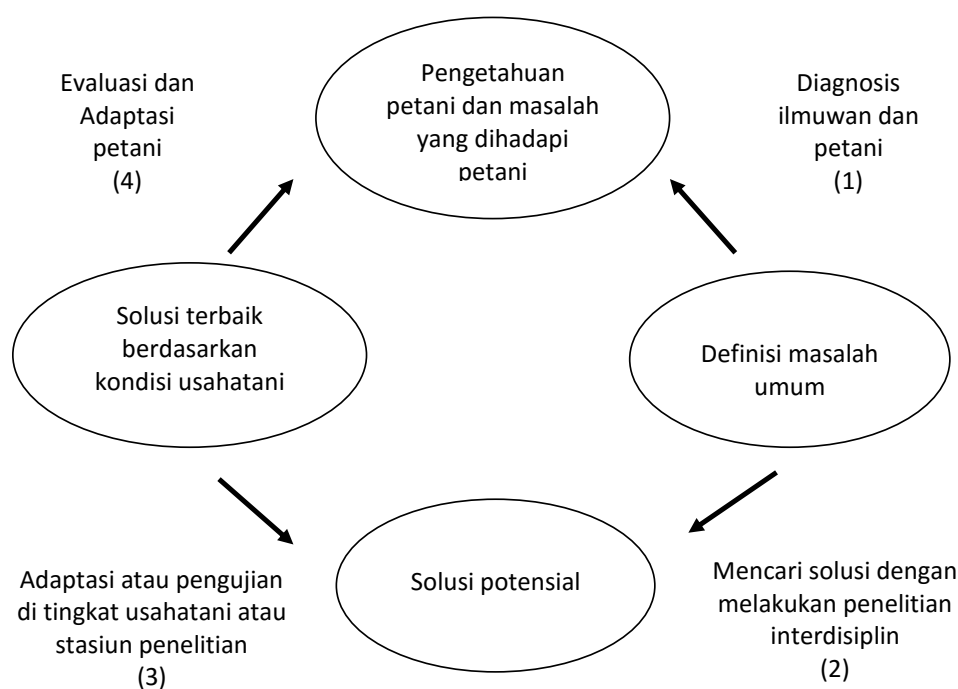 Pengetahuan
petani dan masalah
yang dihadapi
petani
Evaluasi dan
Adaptasi
petani
(4)
Diagnosis
ilmuwan dan
petani
(1)
Solusi terbaik
berdasarkan
kondisi usahatani
Definisi masalah
umum
Solusi potensial
Adaptasi atau pengujian
di tingkat usahatani atau
stasiun penelitian
(3)
Mencari solusi dengan
melakukan penelitian
interdisiplin
(2)